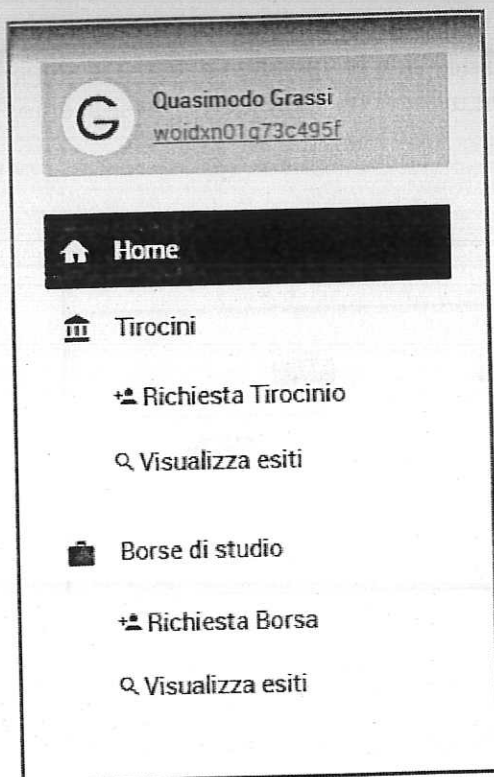 G
Quasimodo Grassi
woidxn01q73c495f
Home
Tirocini
Richiesta Tirocinio
Visualizza esiti
Borse di studio
Richiesta Borsa
Visualizza esiti